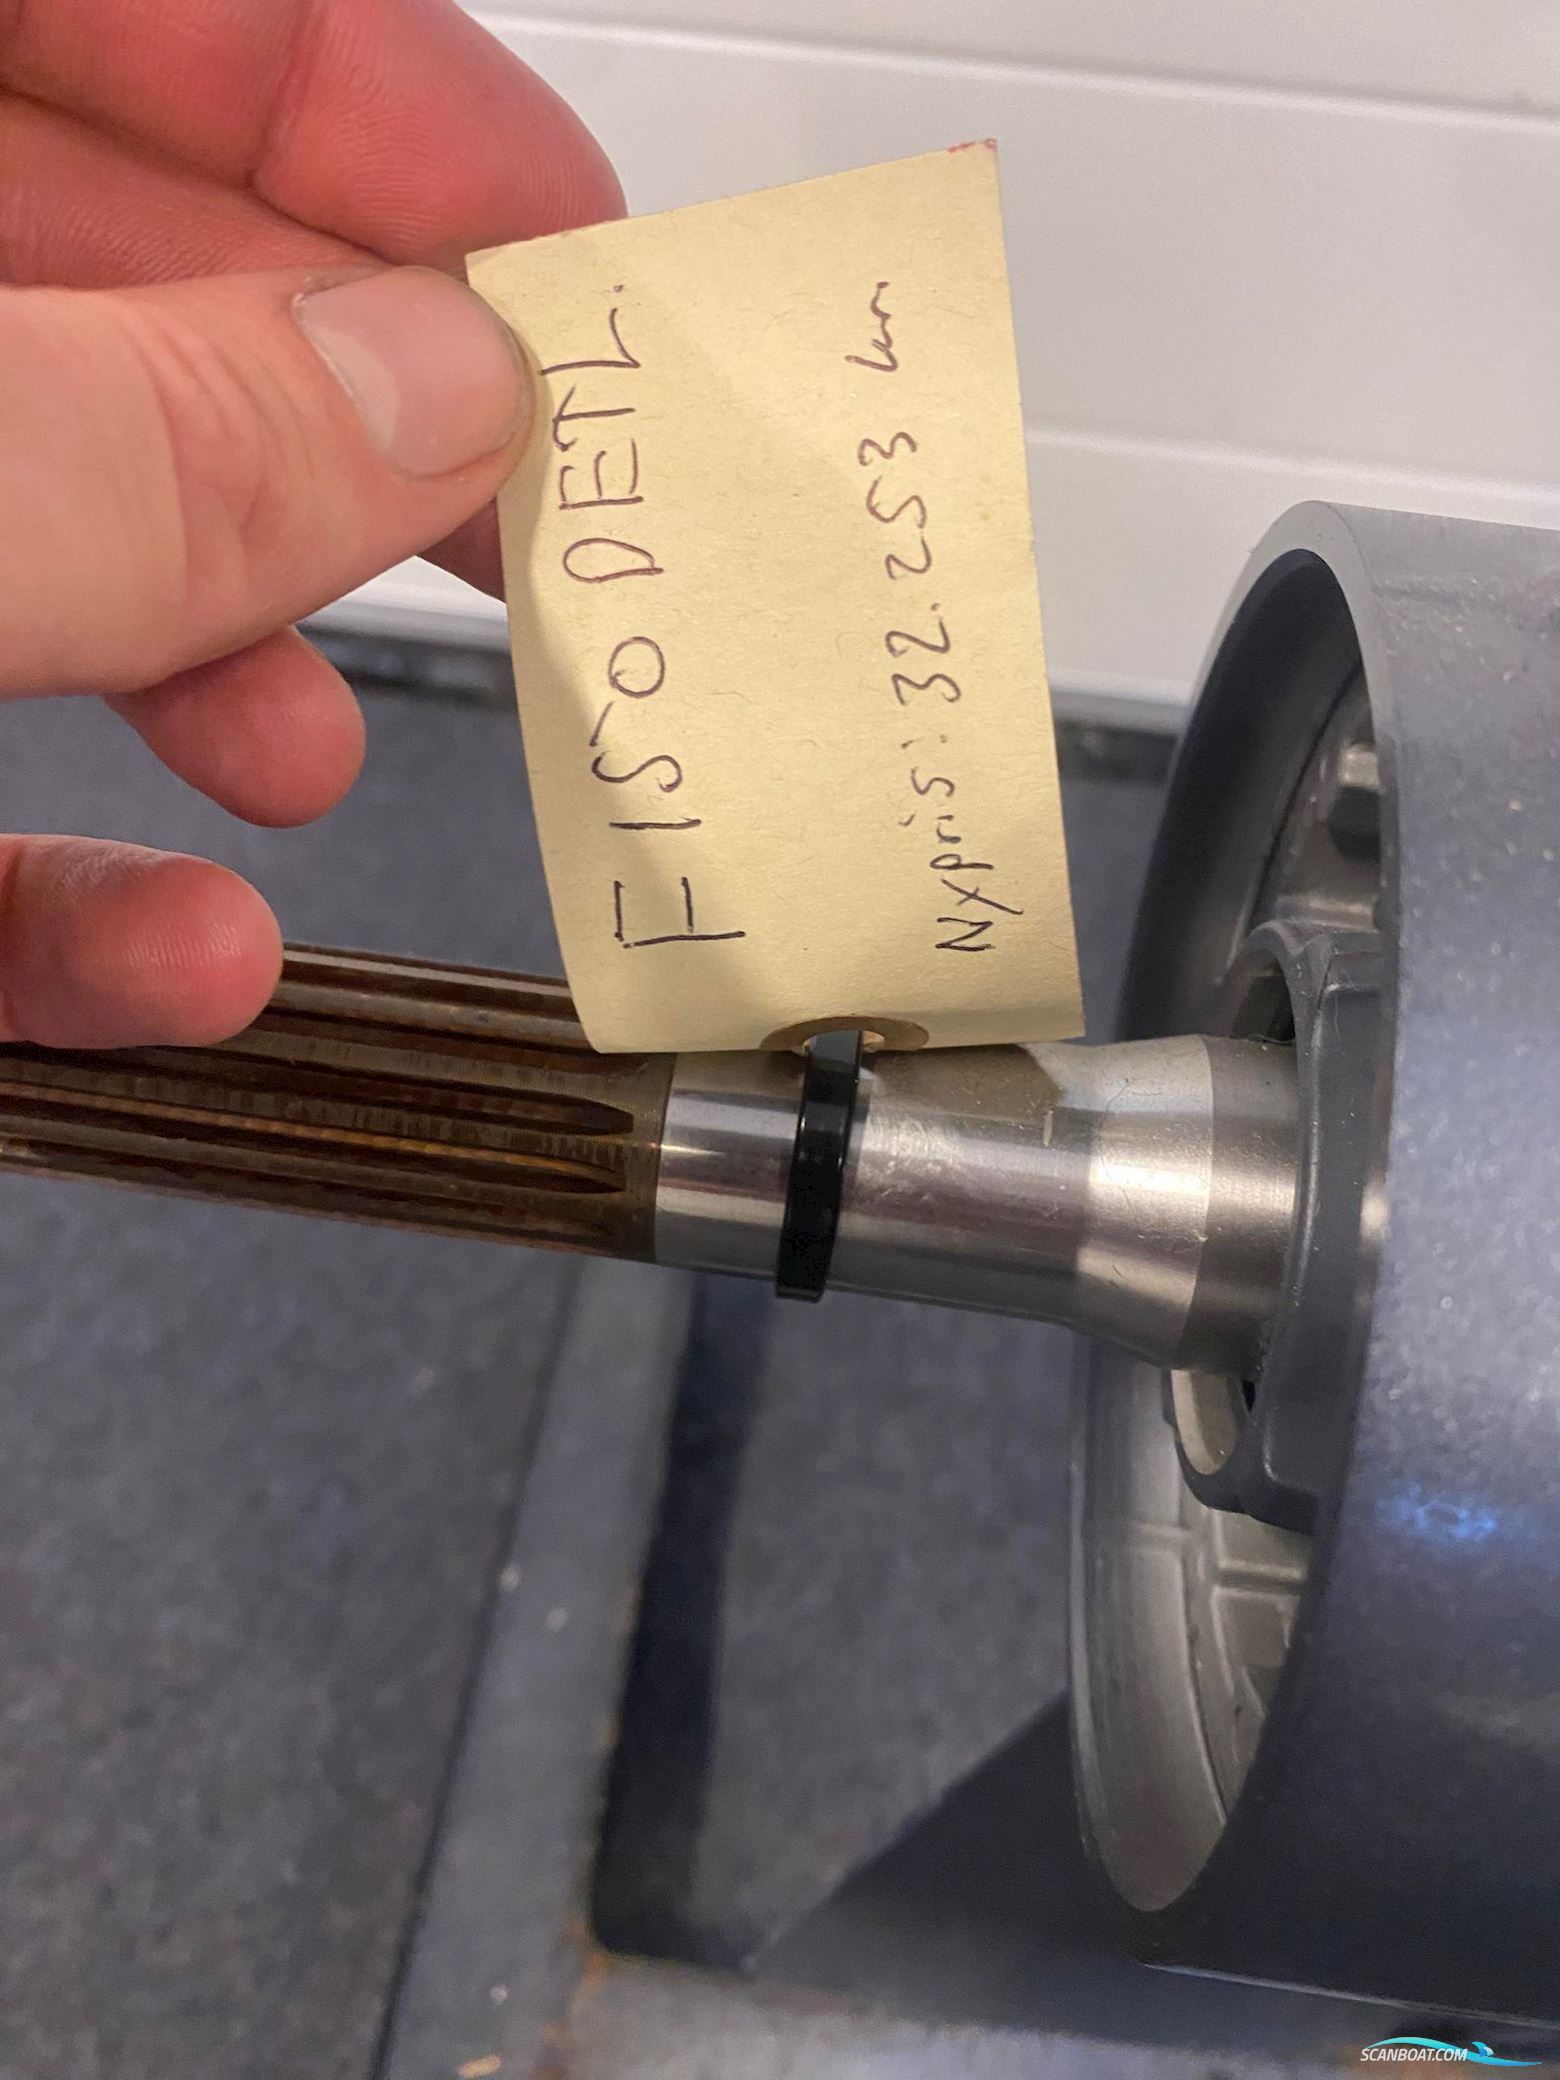 F150 DETL.
Nypris: 32.253 kr.
SCANBOAT.COM